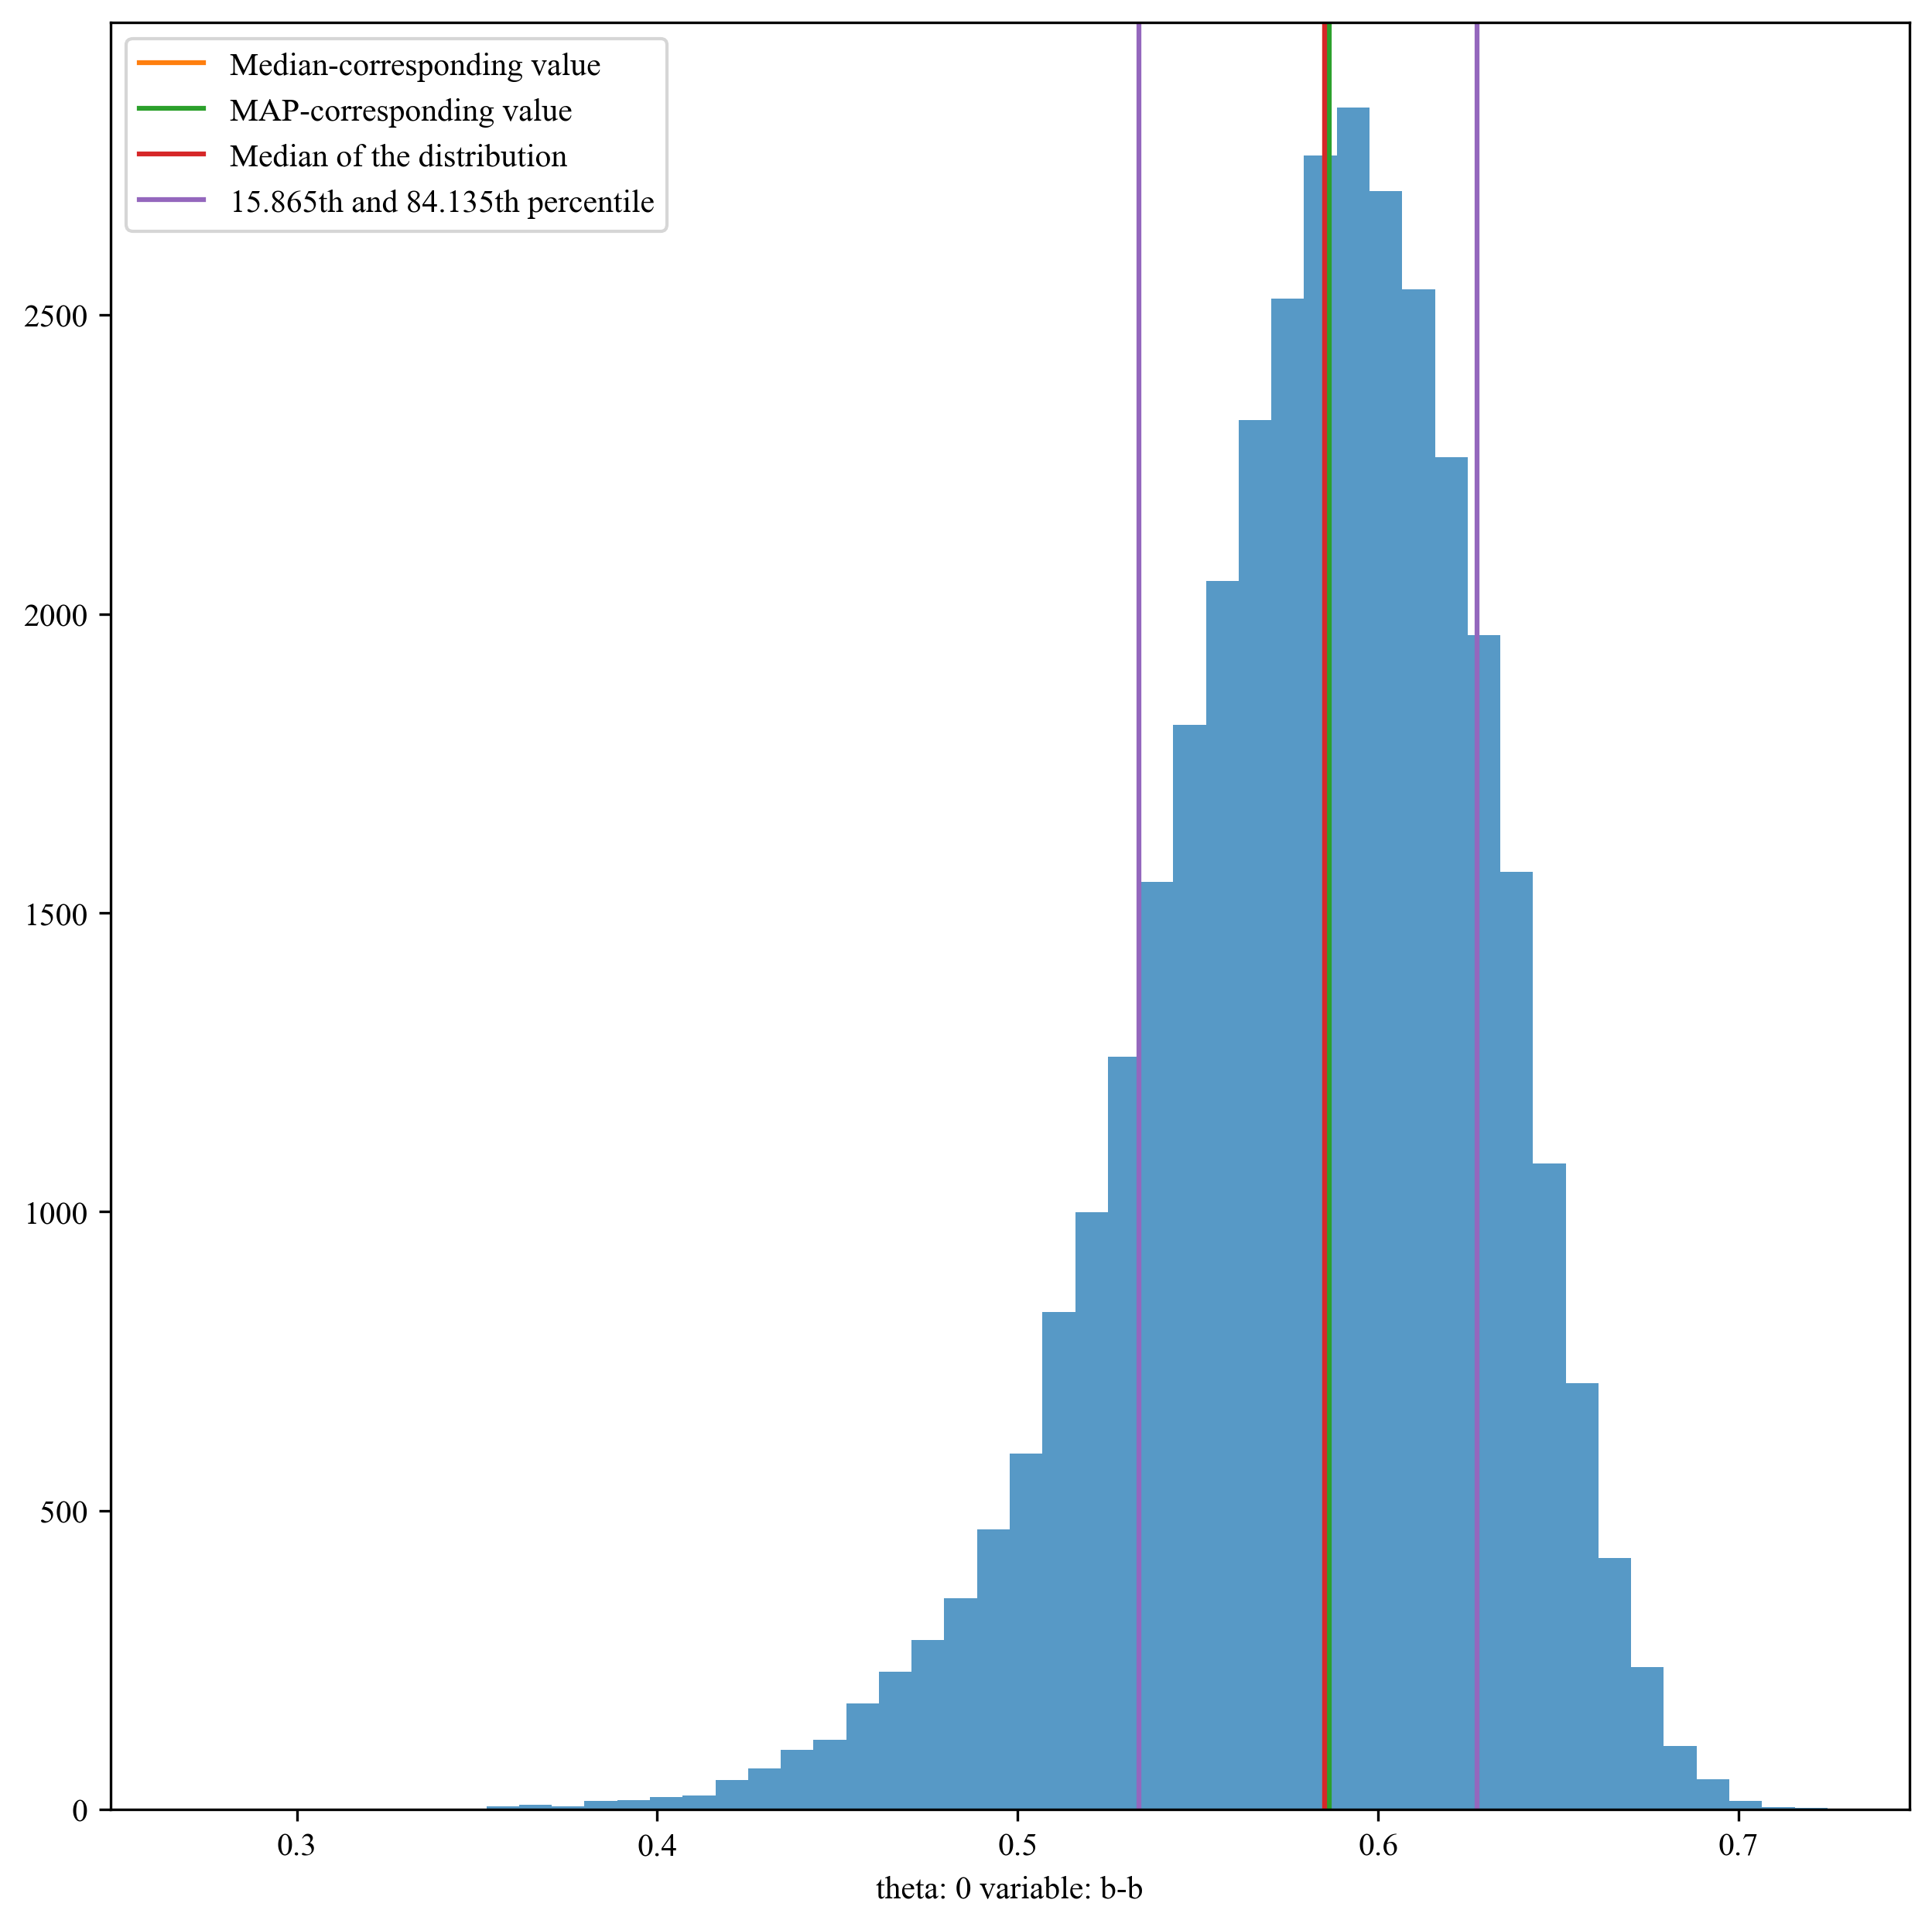 Median-corresponding value
MAP-corresponding value
Median of the distribution
15.865th and 84.135th percentile
2500
2000
1500
1000
500
0
0.3 0.4 0.5 0.6 0.7
theta: 0 variable: b-b